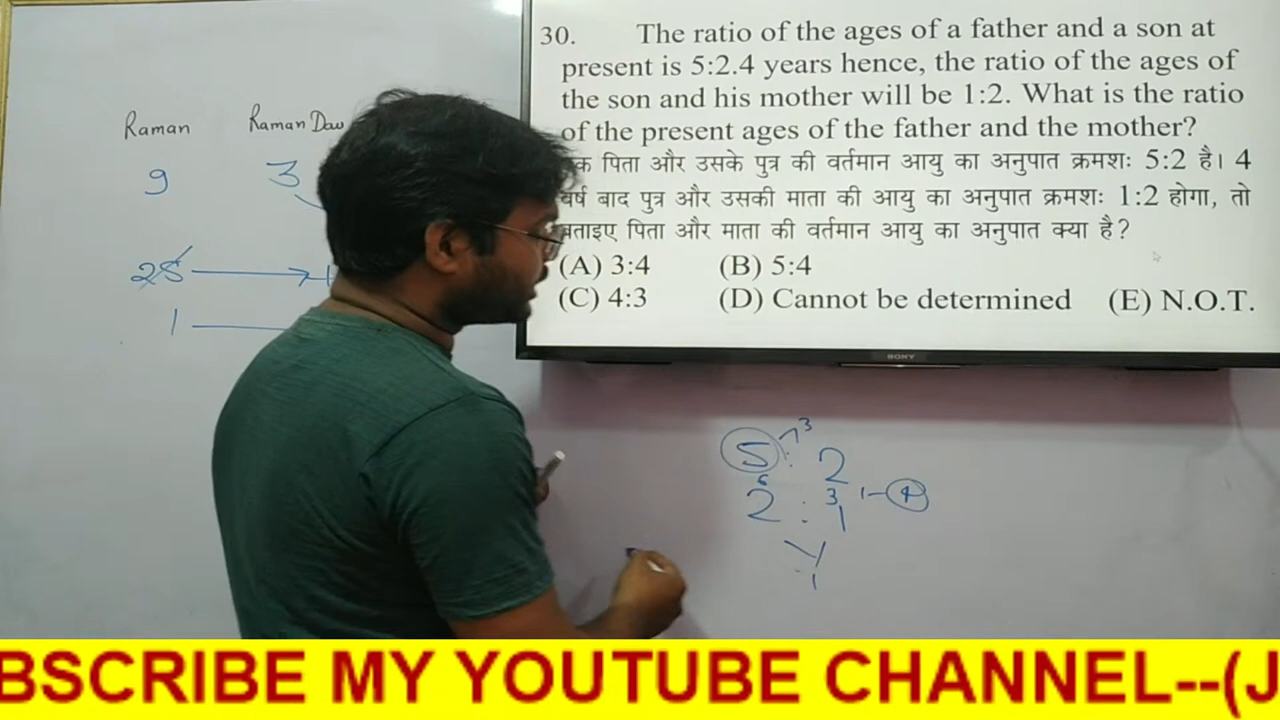 Raman
Raman Dau
9
3
25
1
30. The ratio of the ages of a father and a son at
present is 5:2.4 years hence, the ratio of the ages of
the son and his mother will be 1:2. What is the ratio
of the present ages of the father and the mother?
पिता और उसके पुत्र की वर्तमान आयु का अनुपात क्रमशः 5:2 है। 4
वर्ष बाद पुत्र और उसकी माता की आयु का अनुपात क्रमशः 1:2 होगा, तो
बताइए पिता और माता की वर्तमान आयु का अनुपात क्या है?
(A) 3:4 (B) 5:4
(C) 4:3 (D) Cannot be determined (E) N.O.T.
SONY
5 : 2
6 3 1 - 4
2 : 1
BSCRIBE MY YOUTUBE CHANNEL--(J